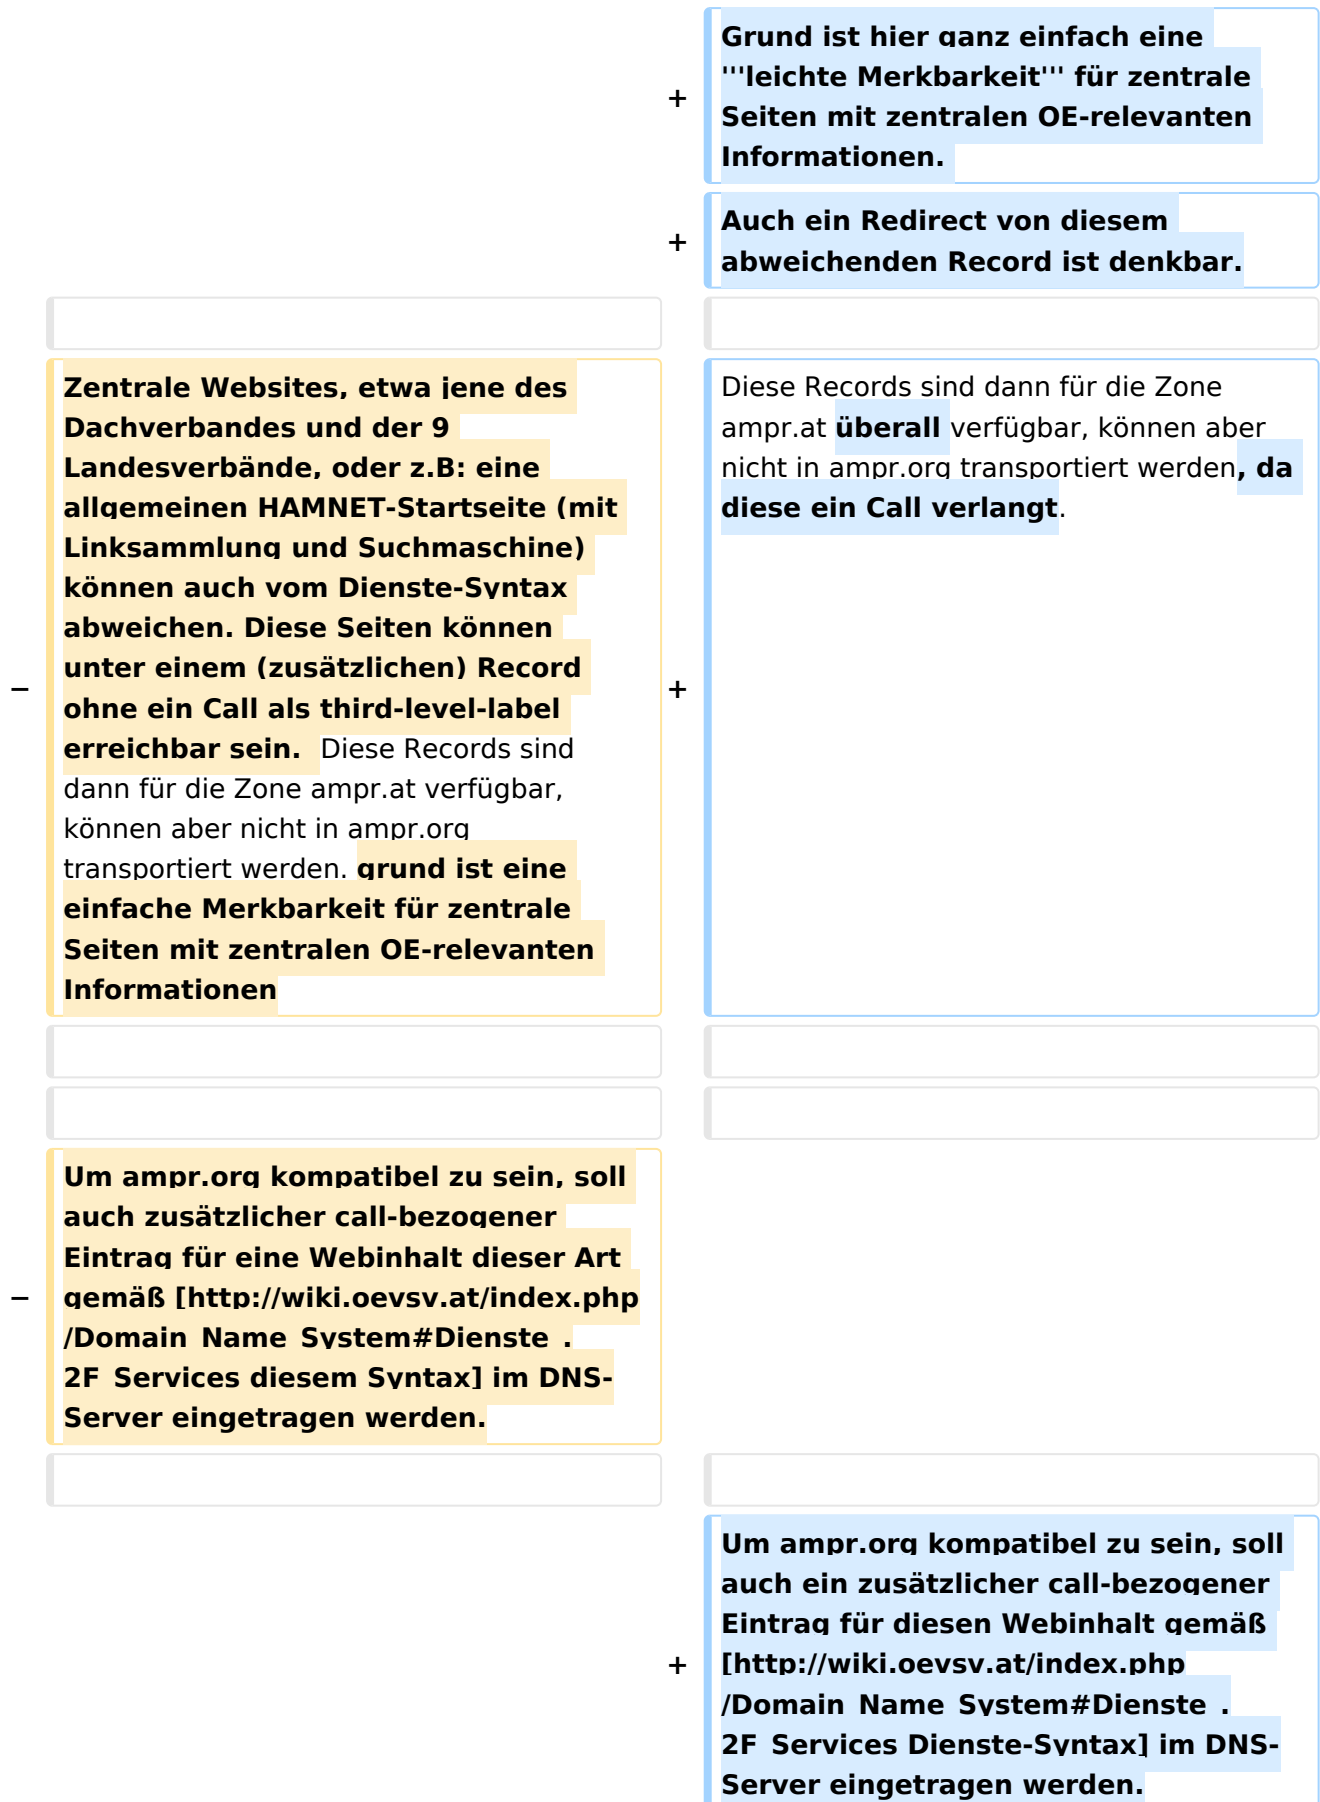 Grund ist hier ganz einfach eine
'''leichte Merkbarkeit''' für zentrale
+
Seiten mit zentralen OE-relevanten
Informationen.
Auch ein Redirect von diesem
+
abweichenden Record ist denkbar.
Zentrale Websites, etwa jene des
Dachverbandes und der 9
Landesverbände, oder z.B: eine
allgemeinen HAMNET-Startseite (mit
Linksammlung und Suchmaschine)
können auch vom Dienste-Syntax
abweichen. Diese Seiten können
unter einem (zusätzlichen) Record
−
ohne ein Call als third-level-label
erreichbar sein. Diese Records sind
dann für die Zone ampr.at verfügbar,
können aber nicht in ampr.org
transportiert werden. grund ist eine
einfache Merkbarkeit für zentrale
Seiten mit zentralen OE-relevanten
Informationen
Diese Records sind dann für die Zone
ampr.at überall verfügbar, können aber
nicht in ampr.org transportiert werden, da
diese ein Call verlangt.
+
Um ampr.org kompatibel zu sein, soll
auch zusätzlicher call-bezogener
Eintrag für eine Webinhalt dieser Art
−
gemäß [http://wiki.oevsv.at/index.php
/Domain_Name_System#Dienste_.
2F_Services diesem Syntax] im DNS-
Server eingetragen werden.
Um ampr.org kompatibel zu sein, soll
auch ein zusätzlicher call-bezogener
Eintrag für diesen Webinhalt gemäß
+
[http://wiki.oevsv.at/index.php
/Domain_Name_System#Dienste_.
2F_Services Dienste-Syntax] im DNS-
Server eingetragen werden.